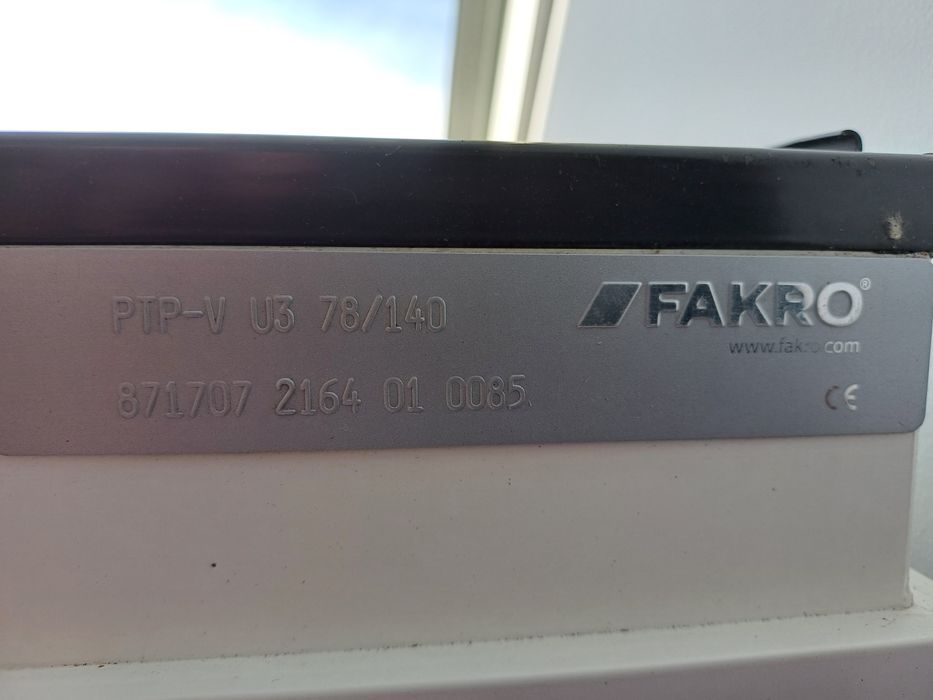 PTP-V U3 78/140
FAKRO®
www.fakro.com
871707 2164 01 0085
CE